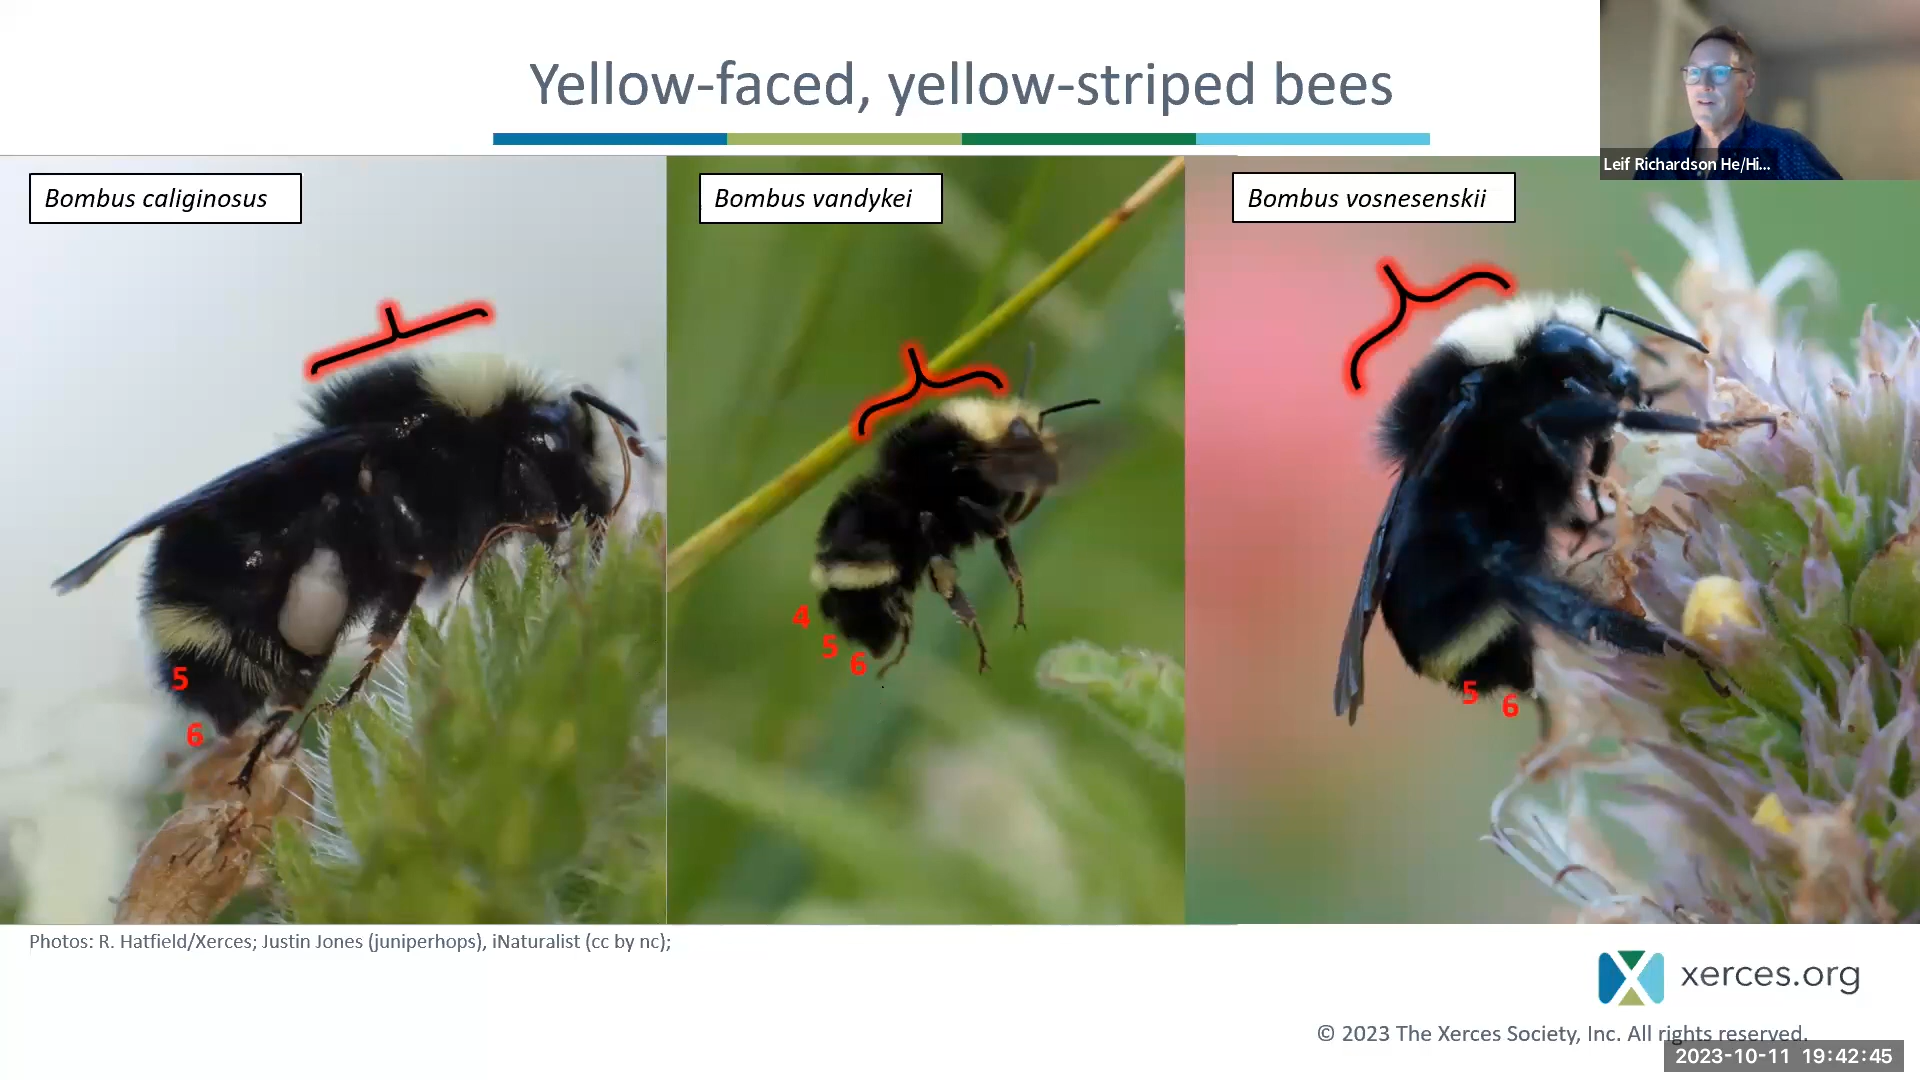 Yellow-faced, yellow-striped bees
Leif Richardson He/Hi...
Bombus caliginosus
Bombus vandykei
Bombus vosnesenskii
4
5
6
5
6
5
6
Photos: R. Hatfield/Xerces; Justin Jones (juniperhops), iNaturalist (cc by nc);
xerces.org
© 2023 The Xerces Society, Inc. All rights reserved.
2023-10-11 19:42:45